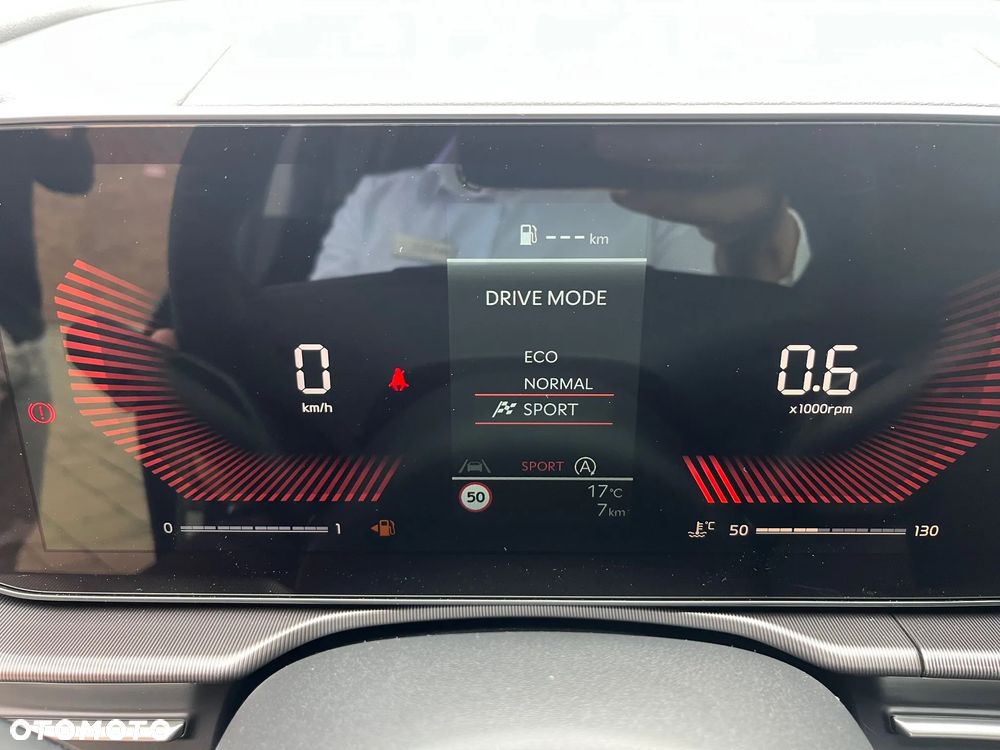 --- km
DRIVE MODE
ECO
NORMAL
SPORT
0
km/h
0.6
x1000rpm
SPORT A
50
17°C
7km
0 1
°C 50 130
OTOMOTO